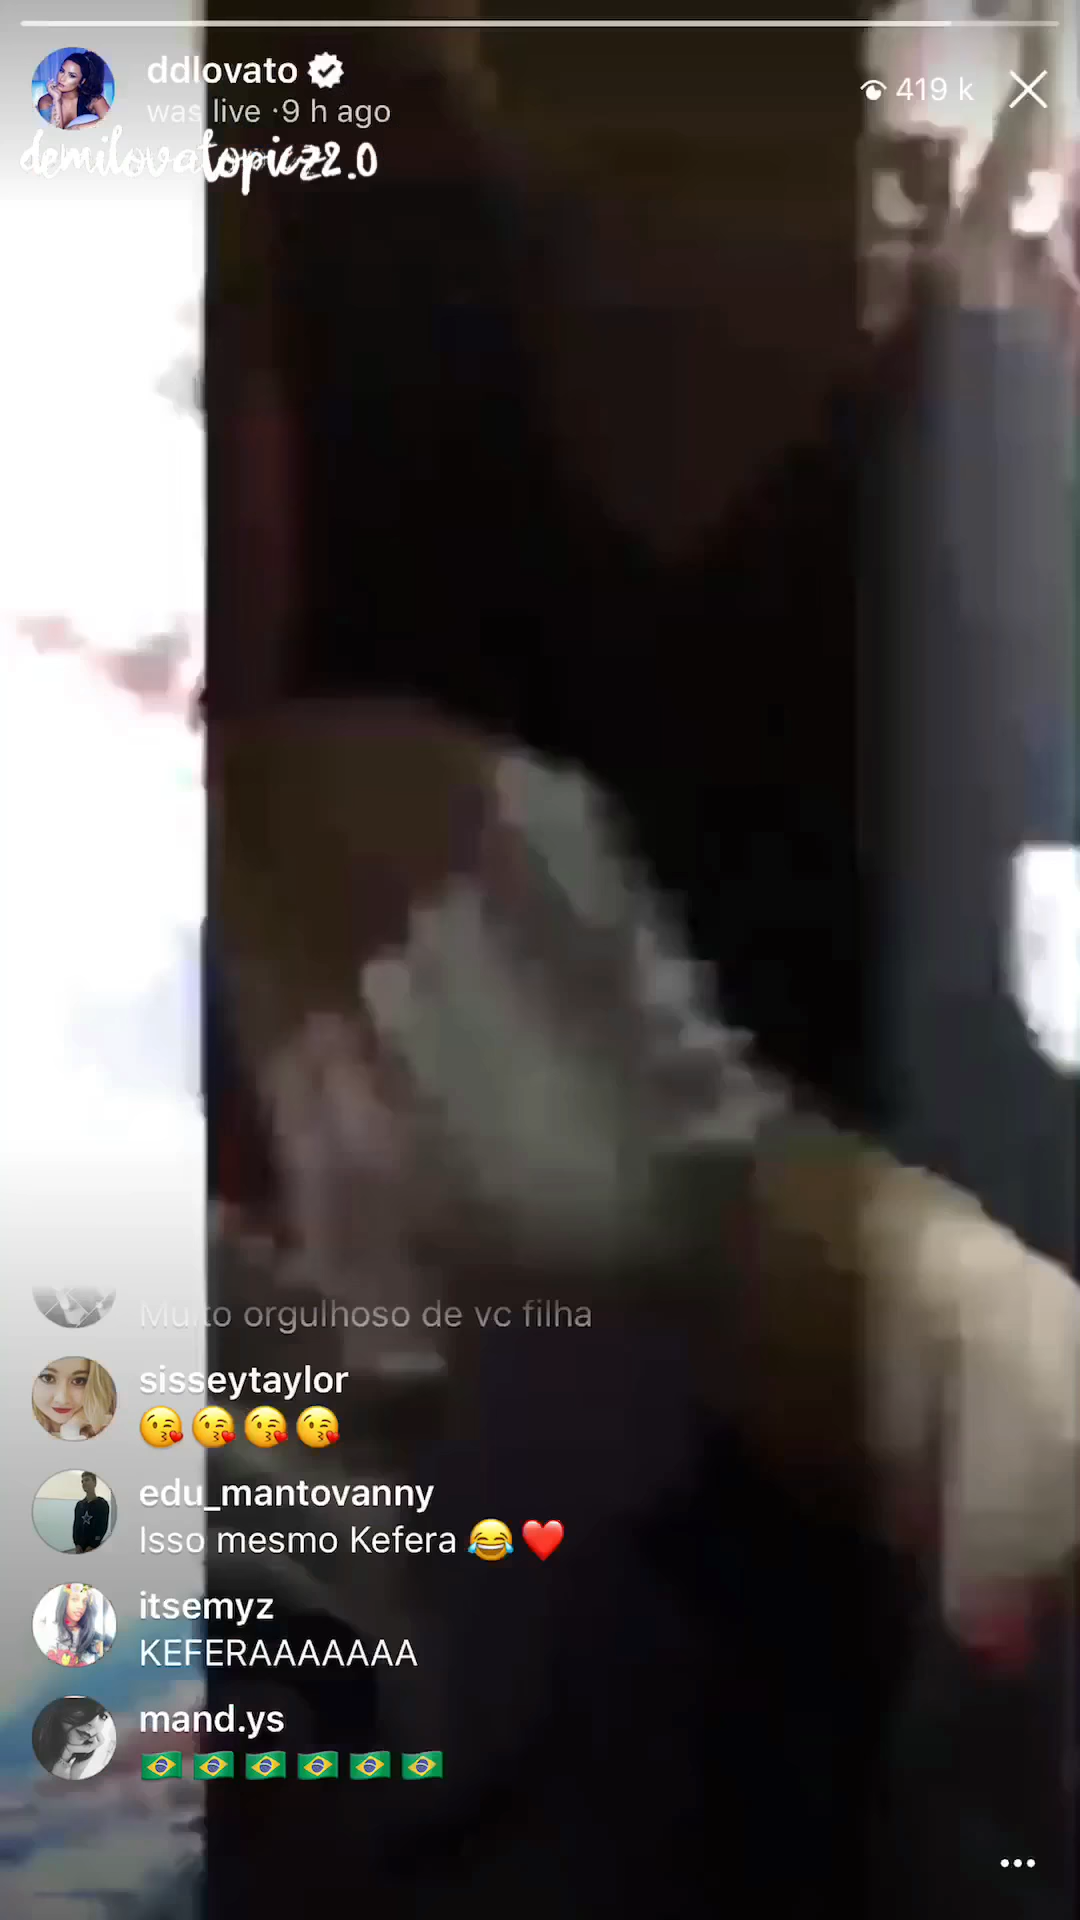 ddlovato
419 k
was live · 9 h ago
demilovatopicz2.0
Muito orgulhoso de vc filha
sisseytaylor
😘😘😘😘
edu_mantovanny
Isso mesmo Kefera 😂❤️
itsemyz
KEFERAAAAAAA
mand.ys
🇧🇷🇧🇷🇧🇷🇧🇷🇧🇷🇧🇷